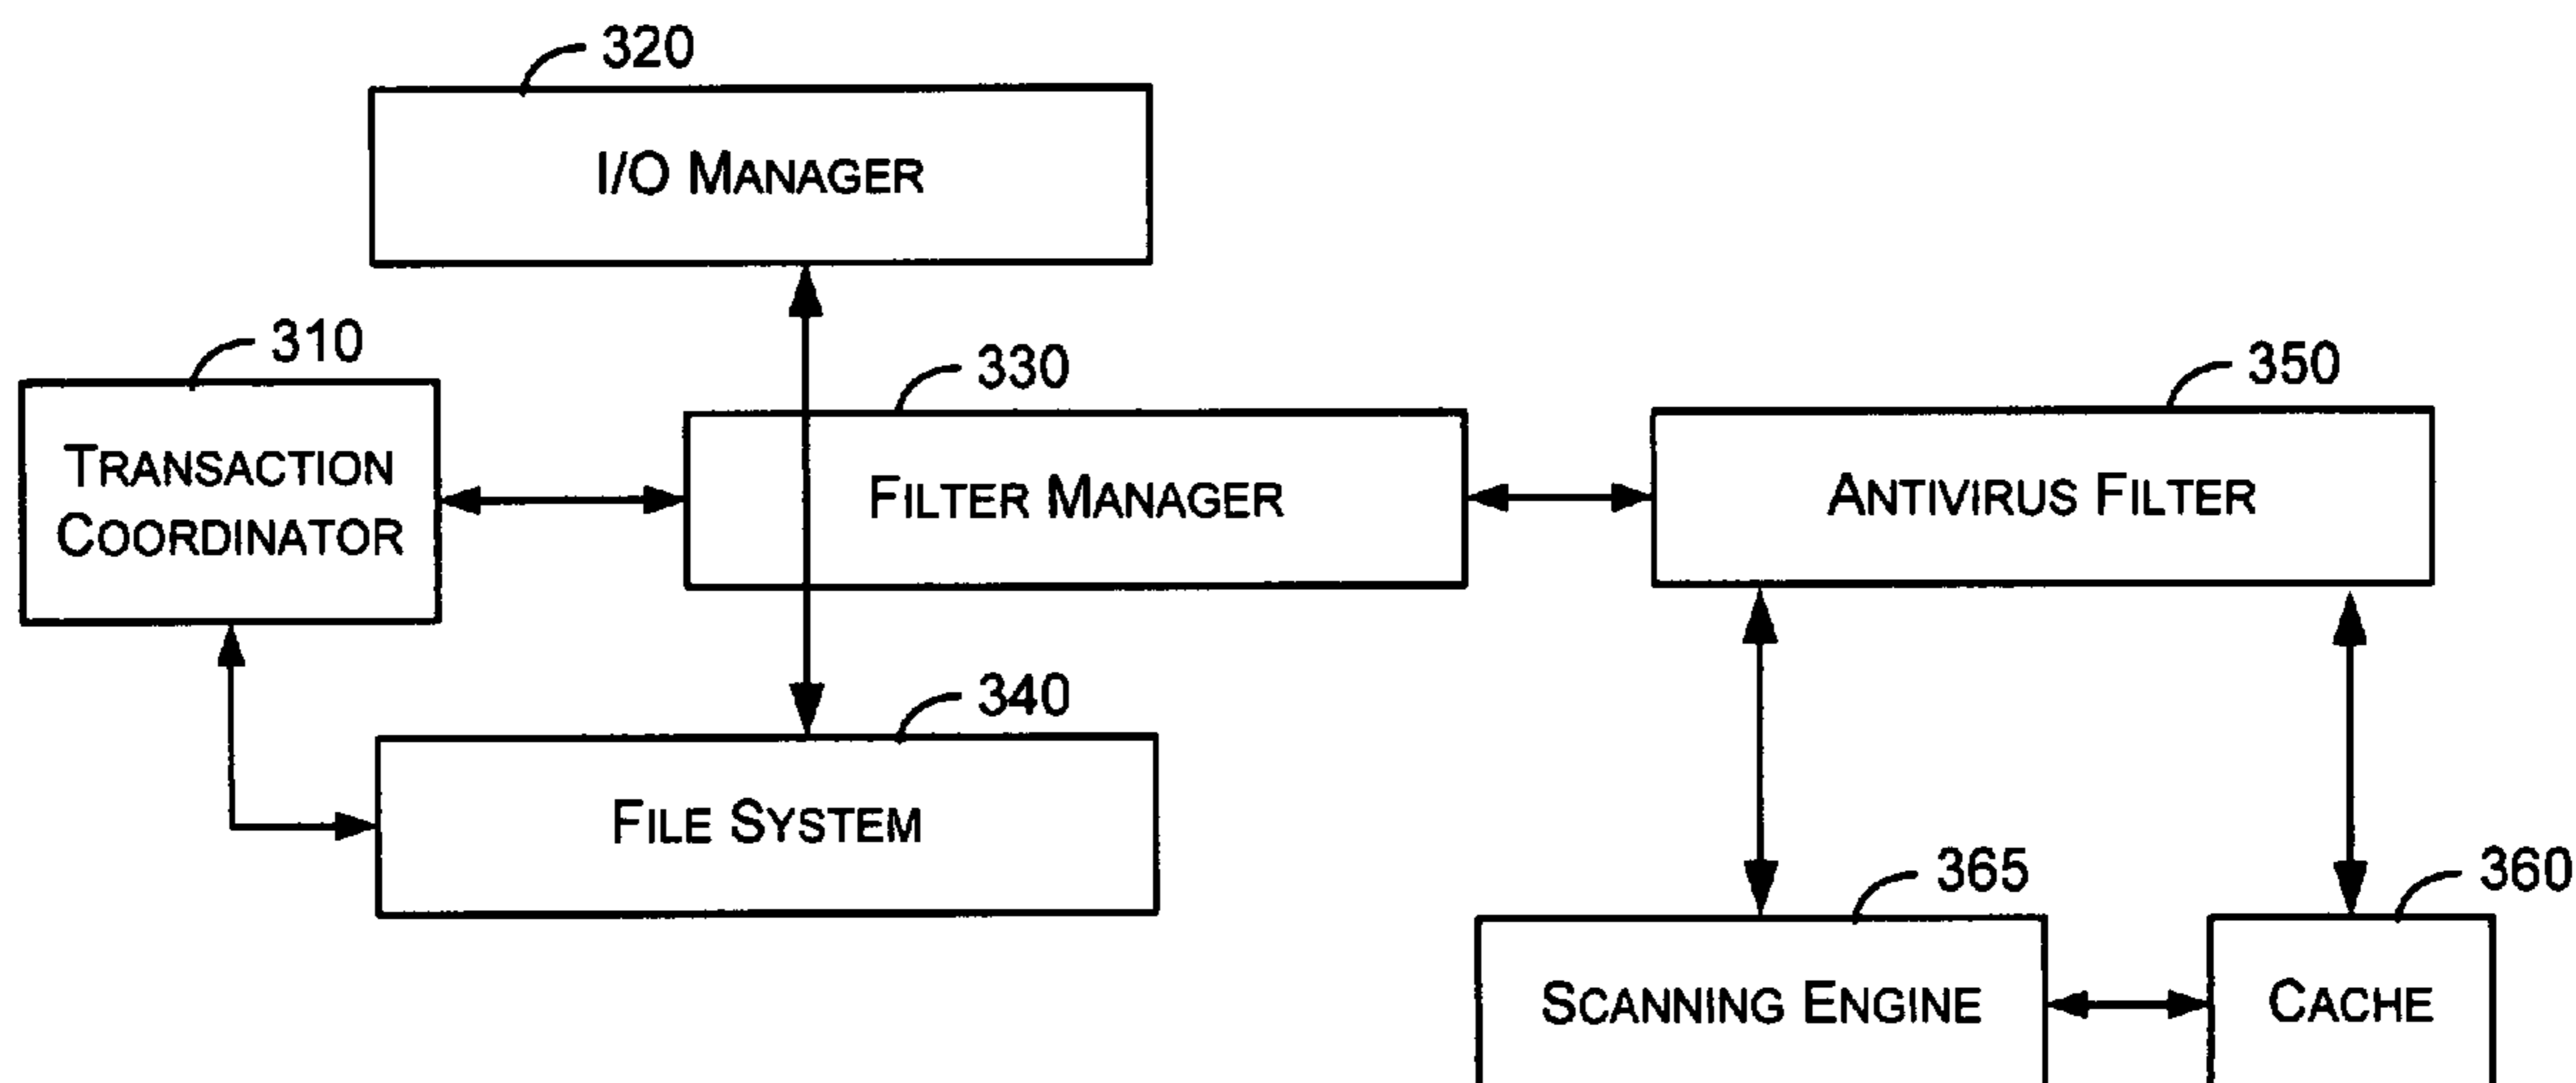 320
I/O MANAGER
310
330
350
TRANSACTION
COORDINATOR
FILTER MANAGER
ANTIVIRUS FILTER
340
FILE SYSTEM
365
360
SCANNING ENGINE
CACHE